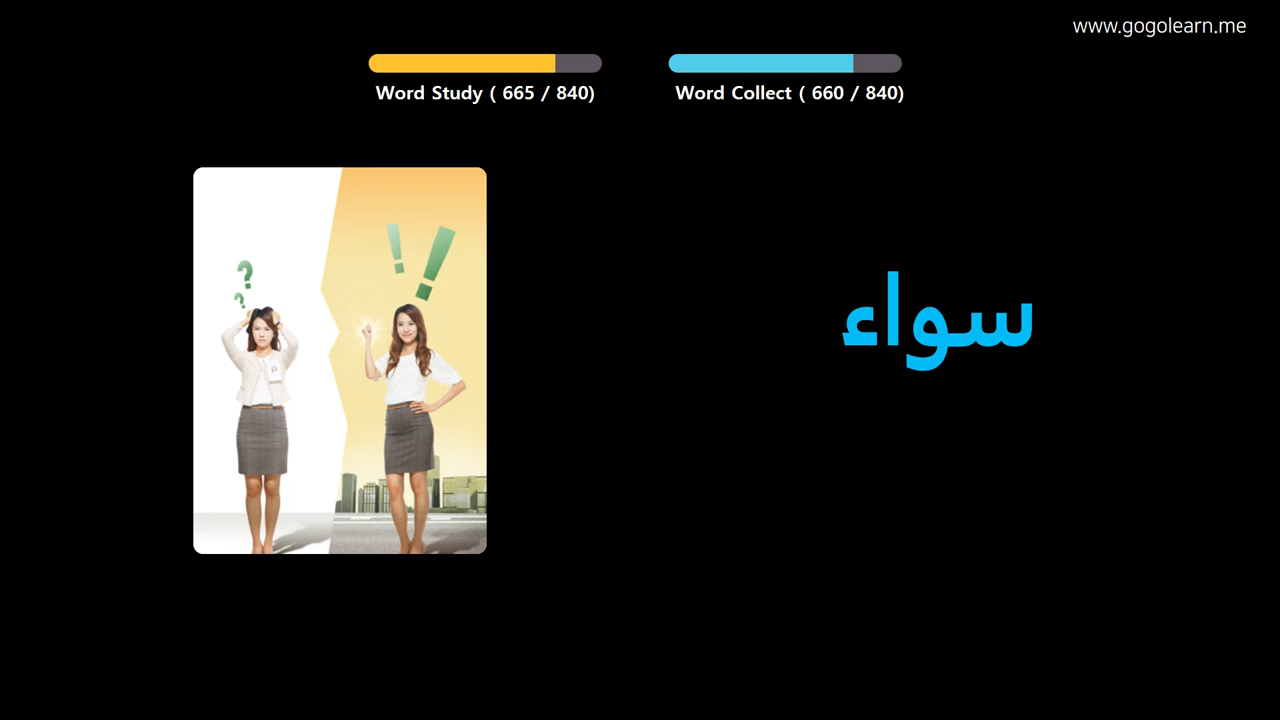 www.gogolearn.me
Word Study ( 665 / 840)
Word Collect ( 660 / 840)
? ?
! !
سواء